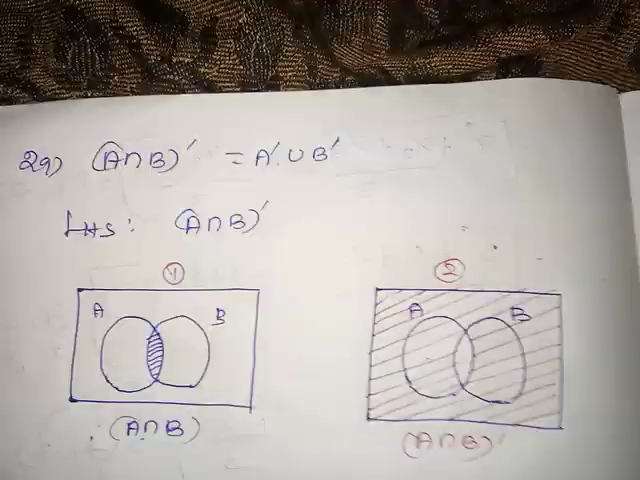 29) (A∩B)′ = A′∪B′
LHS: (A∩B)′
1 2
A B A B
(A∩B) (A∩B)′